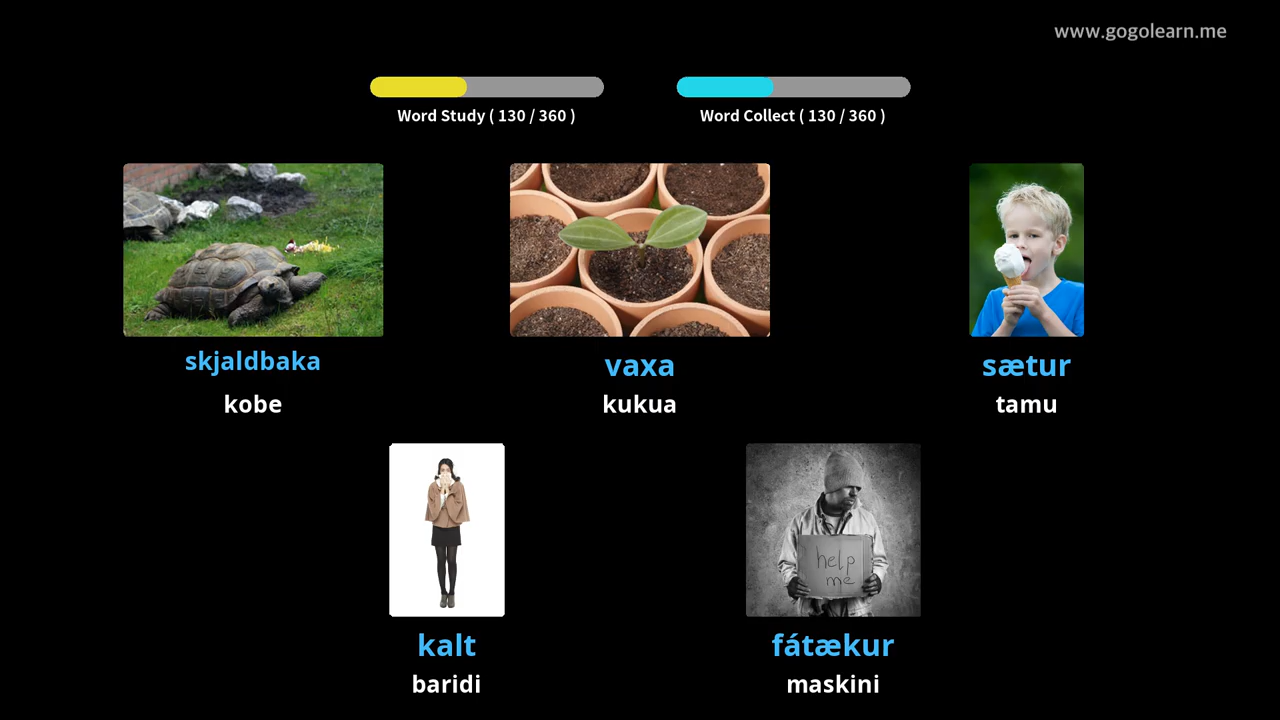 www.gogolearn.me
Word Study ( 130 / 360 )
Word Collect ( 130 / 360 )
skjaldbaka
vaxa
sætur
kobe
kukua
tamu
help
me
kalt
fátækur
baridi
maskini